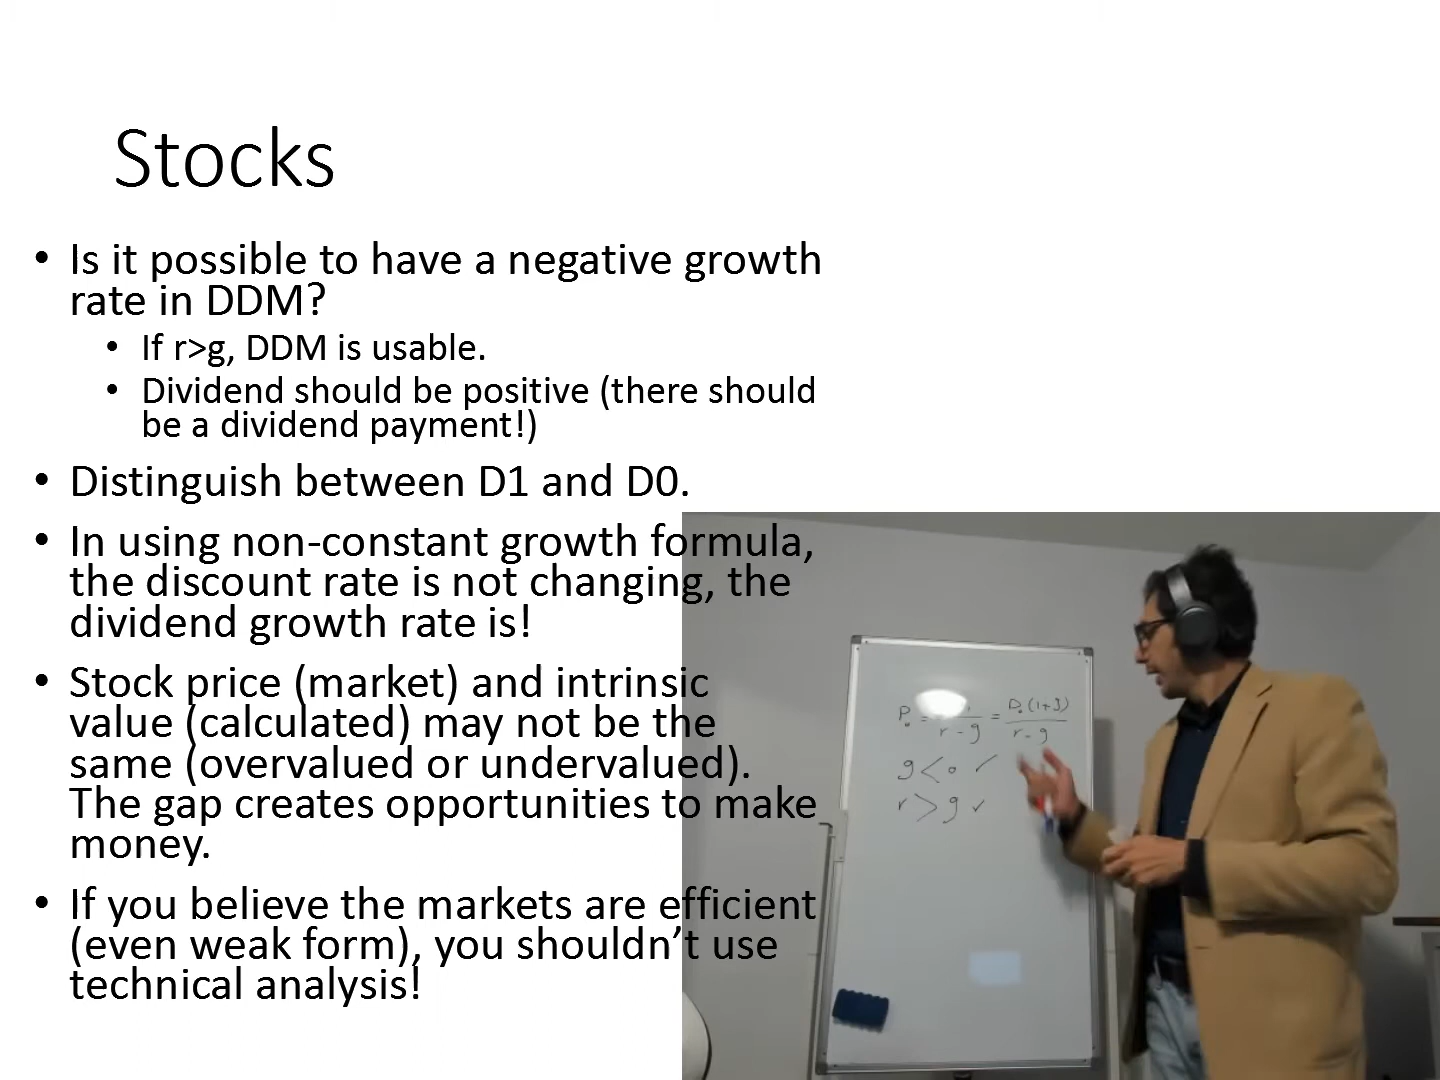 Stocks
• Is it possible to have a negative growth
rate in DDM?
• If r>g, DDM is usable.
• Dividend should be positive (there should
be a dividend payment!)
• Distinguish between D1 and D0.
• In using non-constant growth formula,
the discount rate is not changing, the
dividend growth rate is!
• Stock price (market) and intrinsic
value (calculated) may not be the
same (overvalued or undervalued).
The gap creates opportunities to make
money.
• If you believe the markets are efficient
(even weak form), you shouldn't use
technical analysis!
P₀ = / r - g = D₀(1+g) / r - g
g < 0 ✓
r > g ✓